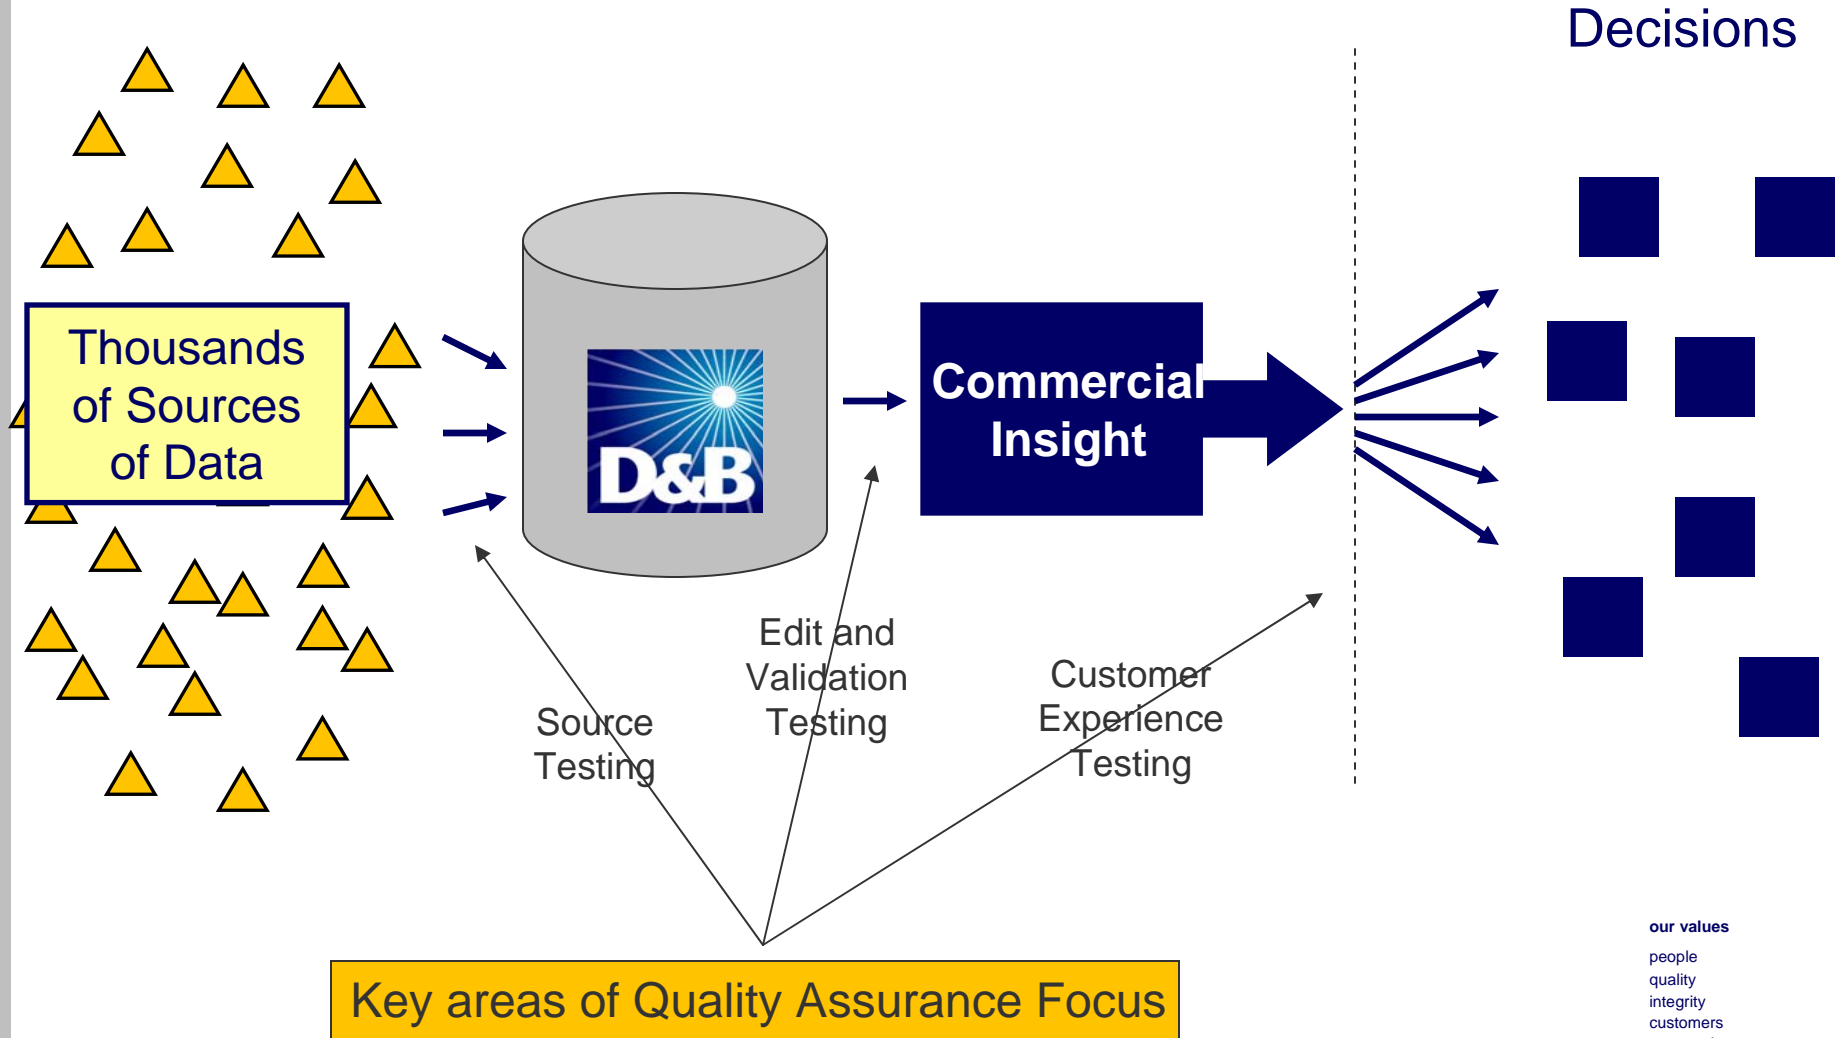 Decisions
Thousands
of Sources
of Data
D&B
Commercial
Insight
Edit and
Validation
Testing
Customer
Experience
Testing
Source
Testing
Key areas of Quality Assurance Focus
our values
people
quality
integrity
customers